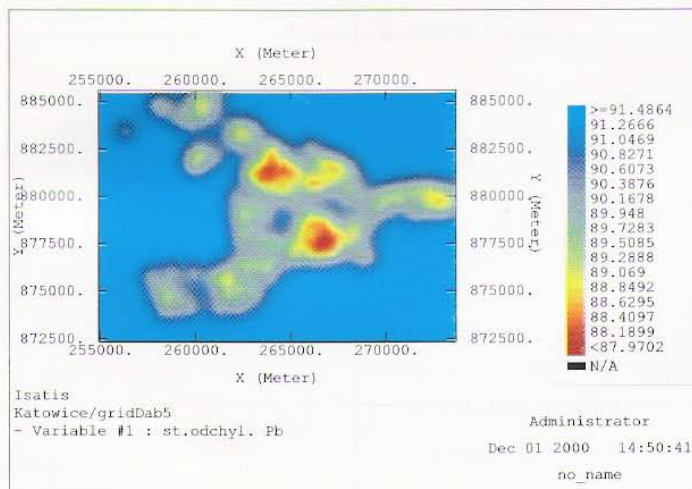 X (Meter)
255000. 260000. 265000. 270000.
885000. 885000.
882500. 882500.
880000. 880000.
877500. 877500.
875000. 875000.
872500. 872500.
Y (Meter)
Y (Meter)
255000. 260000. 265000. 270000.
X (Meter)
>=91.4864
91.2666
91.0469
90.8271
90.6073
90.3876
90.1678
89.948
89.7283
89.5085
89.2888
89.069
88.8492
88.6295
88.4097
88.1899
<87.9702
N/A
Isatis
Katowice/gridDab5
- Variable #1 : st.odchyl. Pb
Administrator
Dec 01 2000 14:50:41
no_name